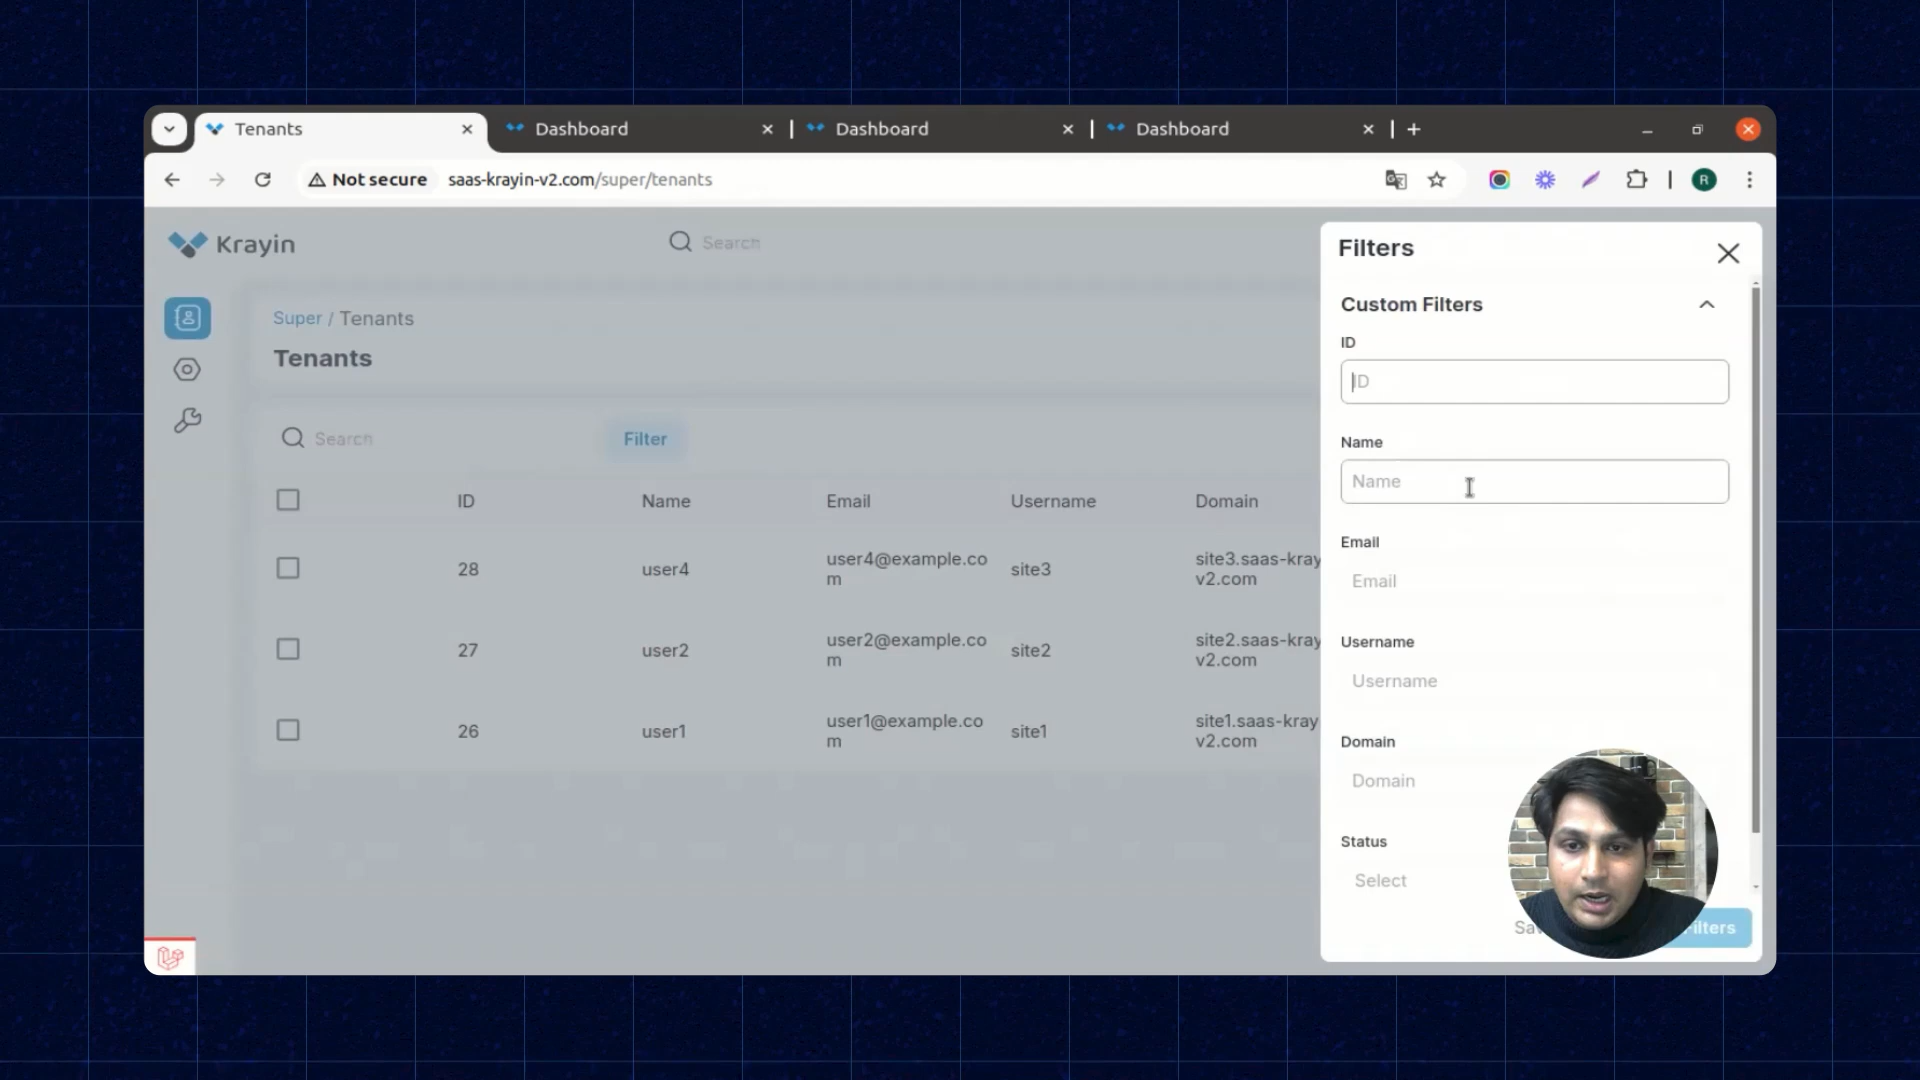 Tenants
Dashboard
Dashboard
Dashboard
Not secure
saas-krayin-v2.com/super/tenants
R
Krayin
Search
Super / Tenants
Tenants
Search
Filter
ID Name Email Username Domain
28 user4 user4@example.co
m site3 site3.saas-kray
v2.com
27 user2 user2@example.co
m site2 site2.saas-kray
v2.com
26 user1 user1@example.co
m site1 site1.saas-kray
v2.com
Filters
Custom Filters
ID
ID
Name
Name
Email
Email
Username
Username
Domain
Domain
Status
Select